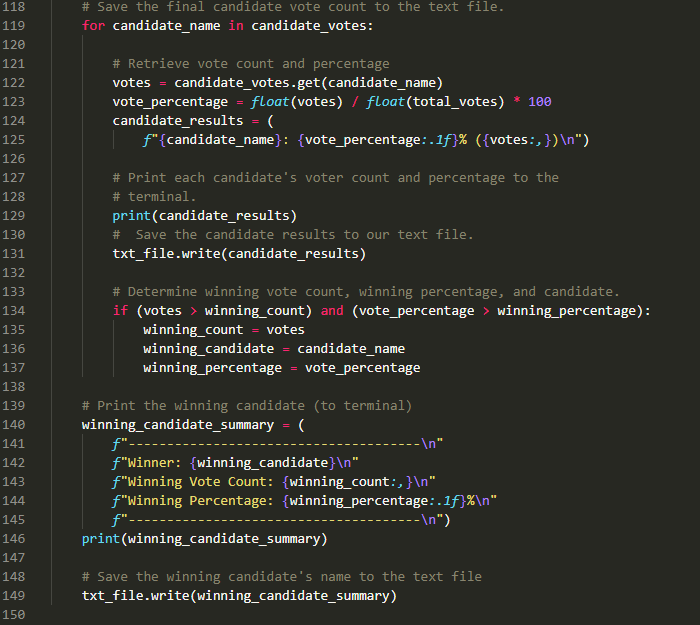 118     # Save the final candidate vote count to the text file.
119     for candidate_name in candidate_votes:
120
121         # Retrieve vote count and percentage
122         votes = candidate_votes.get(candidate_name)
123         vote_percentage = float(votes) / float(total_votes) * 100
124         candidate_results = (
125             f"{candidate_name}: {vote_percentage:.1f}% ({votes:,})\n")
126
127         # Print each candidate's voter count and percentage to the
128         # terminal.
129         print(candidate_results)
130         #  Save the candidate results to our text file.
131         txt_file.write(candidate_results)
132
133         # Determine winning vote count, winning percentage, and candidate.
134         if (votes > winning_count) and (vote_percentage > winning_percentage):
135             winning_count = votes
136             winning_candidate = candidate_name
137             winning_percentage = vote_percentage
138
139     # Print the winning candidate (to terminal)
140     winning_candidate_summary = (
141         f"--------------------------------------\n"
142         f"Winner: {winning_candidate}\n"
143         f"Winning Vote Count: {winning_count:,}\n"
144         f"Winning Percentage: {winning_percentage:.1f}%\n"
145         f"--------------------------------------\n")
146     print(winning_candidate_summary)
147
148     # Save the winning candidate's name to the text file
149     txt_file.write(winning_candidate_summary)
150